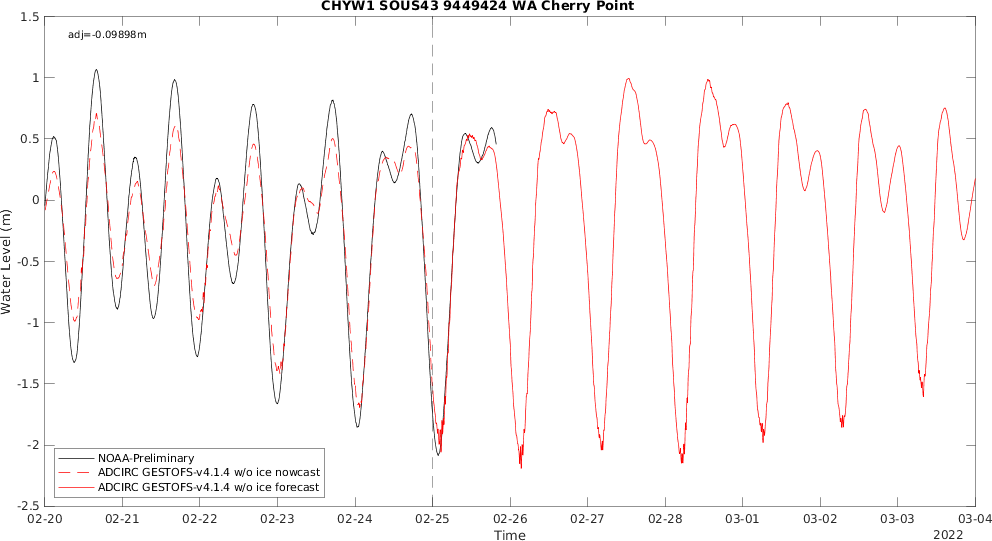 CHYW1 SOUS43 9449424 WA Cherry Point
adj=-0.09898m
1.5
1
0.5
0
-0.5
-1
-1.5
-2
-2.5
Water Level (m)
NOAA-Preliminary
ADCIRC GESTOFS-v4.1.4 w/o ice nowcast
ADCIRC GESTOFS-v4.1.4 w/o ice forecast
02-20 02-21 02-22 02-23 02-24 02-25 02-26 02-27 02-28 03-01 03-02 03-03 03-04
Time
2022